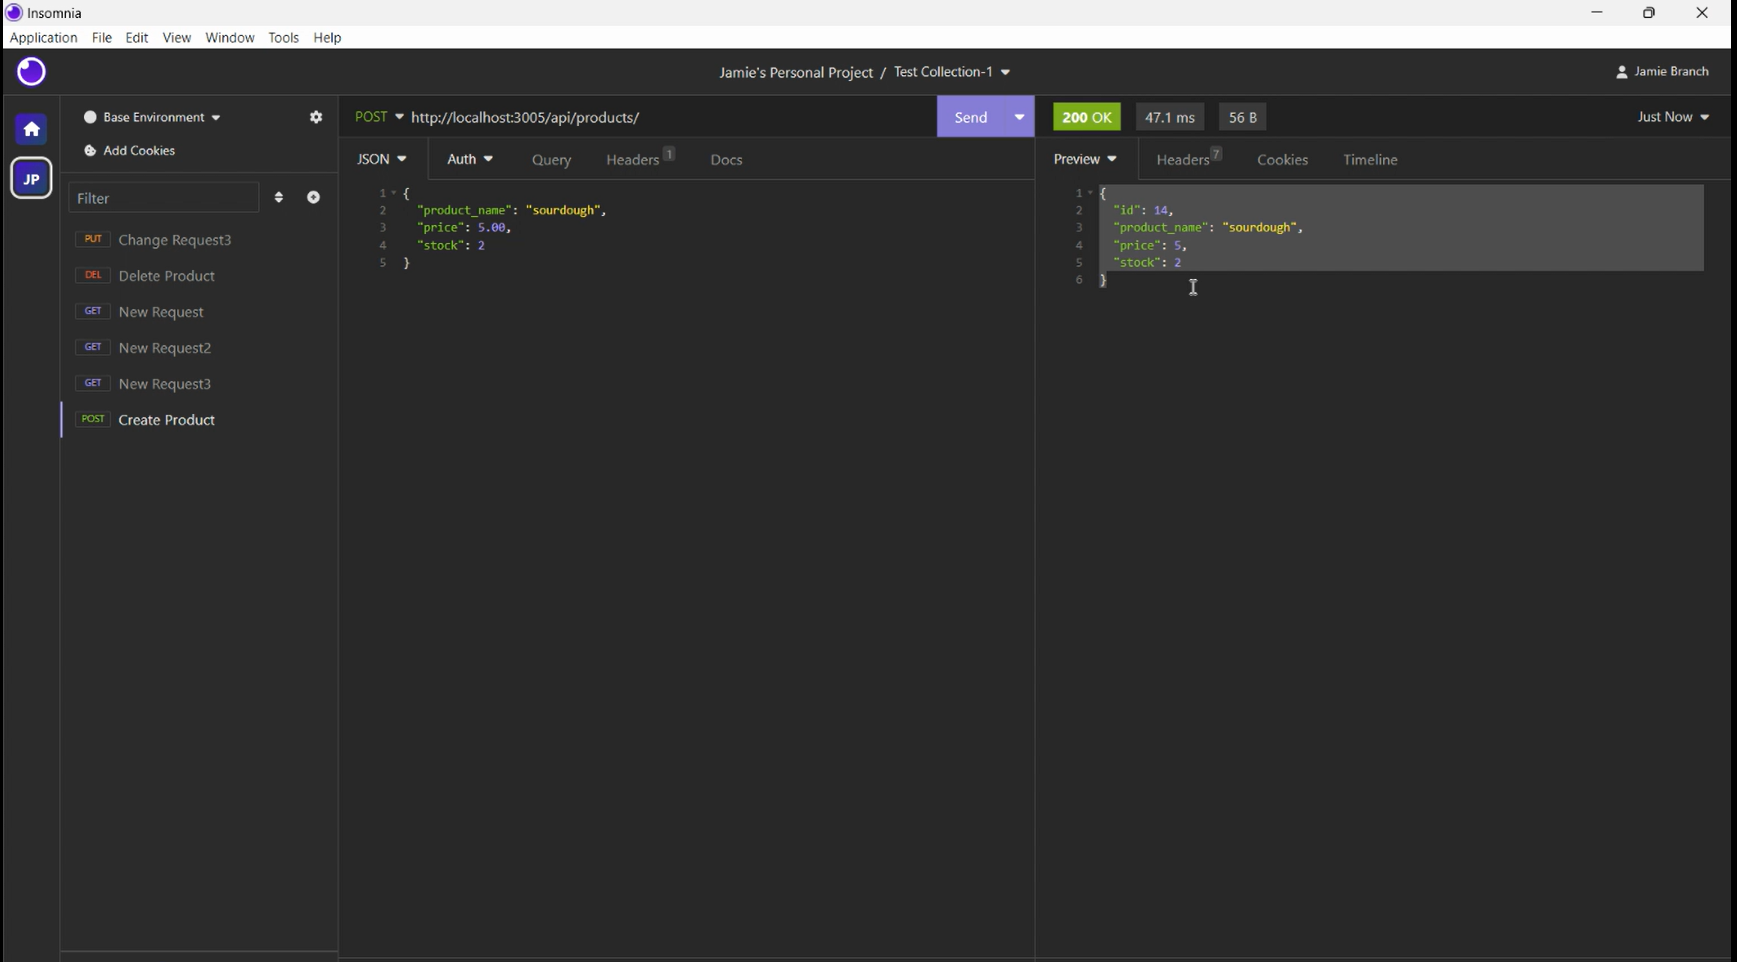 Insomnia
Application File Edit View Window Tools Help
Jamie's Personal Project / Test Collection-1
Jamie Branch
JP
Base Environment
Add Cookies
Filter
PUT Change Request3
DEL Delete Product
GET New Request
GET New Request2
GET New Request3
POST Create Product
POST http://localhost:3005/api/products/ Send
JSON Auth Query Headers 1 Docs
1 {
2 "product_name": "sourdough",
3 "price": 5.00,
4 "stock": 2
5 }
200 OK 47.1 ms 56 B Just Now
Preview Headers 7 Cookies Timeline
1 {
2 "id": 14,
3 "product_name": "sourdough",
4 "price": 5,
5 "stock": 2
6 }